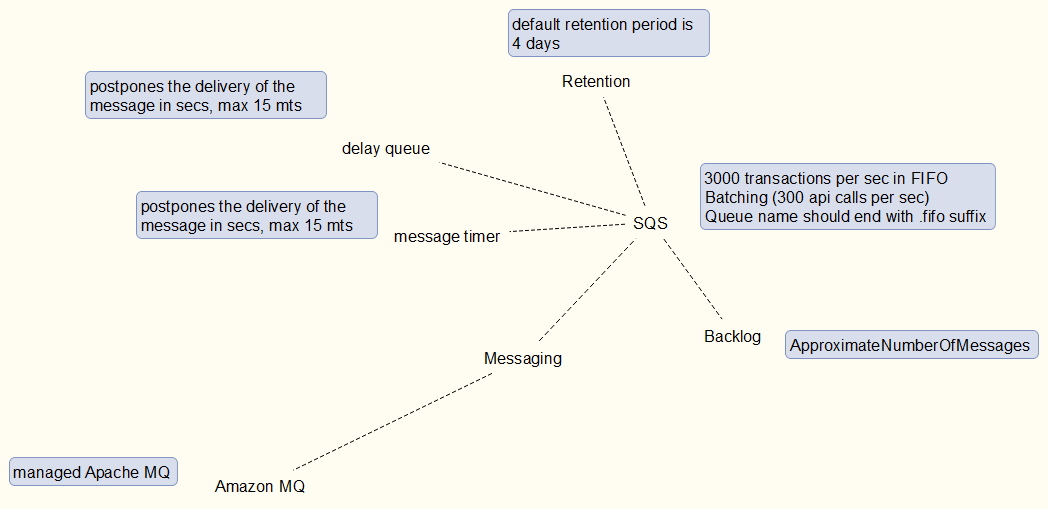 default retention period is
4 days
Retention
postpones the delivery of the
message in secs, max 15 mts
delay queue
3000 transactions per sec in FIFO
Batching (300 api calls per sec)
Queue name should end with .fifo suffix
postpones the delivery of the
message in secs, max 15 mts
message timer
SQS
Backlog
ApproximateNumberOfMessages
Messaging
managed Apache MQ
Amazon MQ